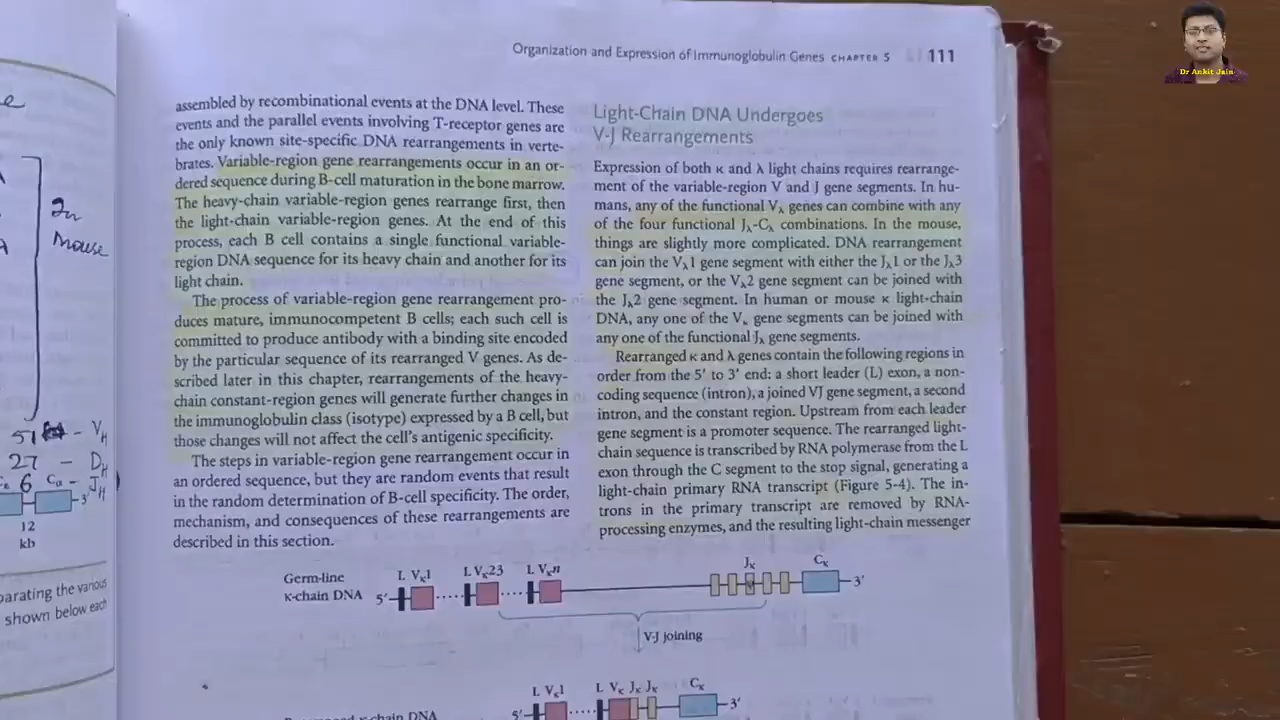 Dr Ankit Jain
Organization and Expression of Immunoglobulin Genes CHAPTER 5 111
In
Mouse
51 - V H
27 - D H
6 - J H
Cα
3′
12
kb
parating the various
shown below each
assembled by recombinational events at the DNA level. These
events and the parallel events involving T-receptor genes are
the only known site-specific DNA rearrangements in verte-
brates. Variable-region gene rearrangements occur in an or-
dered sequence during B-cell maturation in the bone marrow.
The heavy-chain variable-region genes rearrange first, then
the light-chain variable-region genes. At the end of this
process, each B cell contains a single functional variable-
region DNA sequence for its heavy chain and another for its
light chain.
The process of variable-region gene rearrangement pro-
duces mature, immunocompetent B cells; each such cell is
committed to produce antibody with a binding site encoded
by the particular sequence of its rearranged V genes. As de-
scribed later in this chapter, rearrangements of the heavy-
chain constant-region genes will generate further changes in
the immunoglobulin class (isotype) expressed by a B cell, but
those changes will not affect the cell's antigenic specificity.
The steps in variable-region gene rearrangement occur in
an ordered sequence, but they are random events that result
in the random determination of B-cell specificity. The order,
mechanism, and consequences of these rearrangements are
described in this section.
Light-Chain DNA Undergoes
V-J Rearrangements
Expression of both κ and λ light chains requires rearrange-
ment of the variable-region V and J gene segments. In hu-
mans, any of the functional Vλ genes can combine with any
of the four functional Jλ-Cλ combinations. In the mouse,
things are slightly more complicated. DNA rearrangement
can join the Vλ1 gene segment with either the Jλ1 or the Jλ3
gene segment, or the Vλ2 gene segment can be joined with
the Jλ2 gene segment. In human or mouse κ light-chain
DNA, any one of the Vκ gene segments can be joined with
any one of the functional Jλ gene segments.
Rearranged κ and λ genes contain the following regions in
order from the 5′ to 3′ end: a short leader (L) exon, a non-
coding sequence (intron), a joined VJ gene segment, a second
intron, and the constant region. Upstream from each leader
gene segment is a promoter sequence. The rearranged light-
chain sequence is transcribed by RNA polymerase from the L
exon through the C segment to the stop signal, generating a
light-chain primary RNA transcript (Figure 5-4). The in-
trons in the primary transcript are removed by RNA-
processing enzymes, and the resulting light-chain messenger
Germ-line
κ-chain DNA
L Vκ1 L Vκ23 L Vκn Jκ Cκ
5′ 3′
V-J joining
L Vκ1 L Vκ Jκ Jκ Cκ
5′ 3′
κ-chain DNA